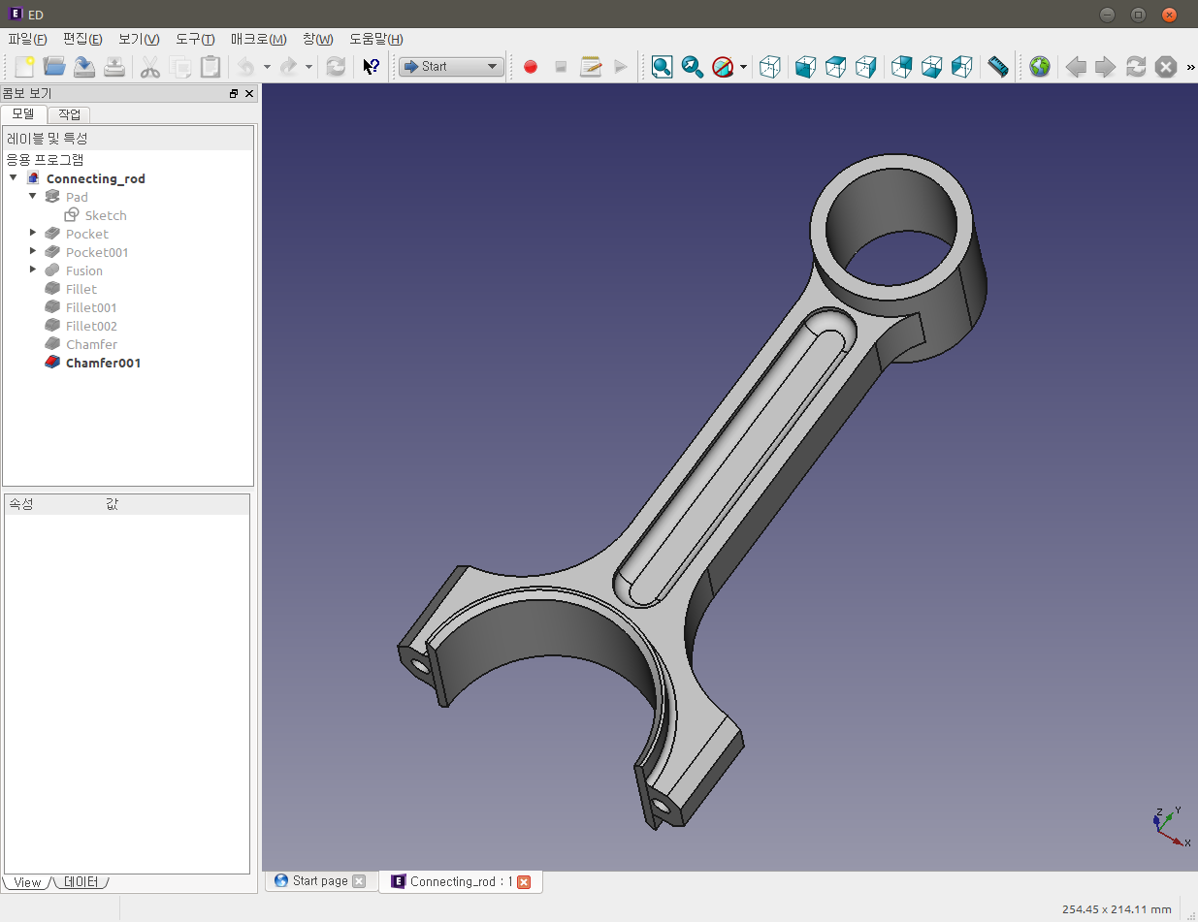 ED
파일(F) 편집(E) 보기(V) 도구(T) 매크로(M) 창(W) 도움말(H)
Start
콤보 보기
모델 작업
레이블 및 특성
응용 프로그램
Connecting_rod
Pad
Sketch
Pocket
Pocket001
Fusion
Fillet
Fillet001
Fillet002
Chamfer
Chamfer001
속성 값
Z Y
X
View 데이터
Start page Connecting_rod : 1
254.45 x 214.11 mm